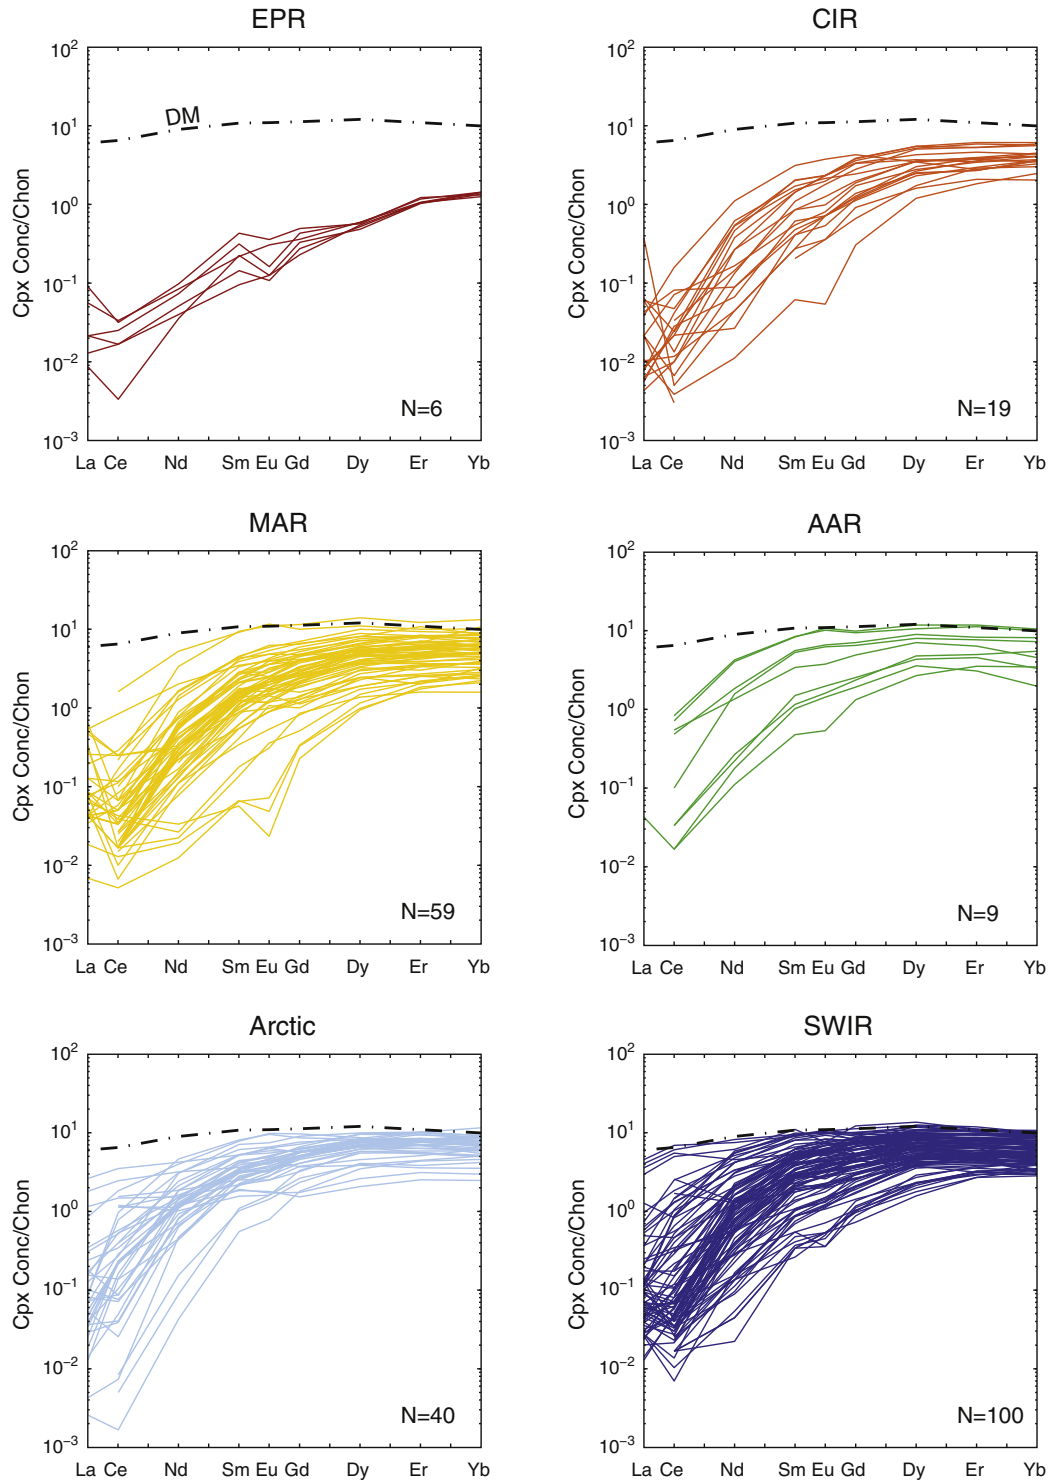 EPR
CIR
10²
10¹
10⁰
10⁻¹
10⁻²
10⁻³
Cpx Conc/Chon
DM
N=6
La Ce Nd Sm Eu Gd Dy Er Yb
10²
10¹
10⁰
10⁻¹
10⁻²
10⁻³
Cpx Conc/Chon
N=19
La Ce Nd Sm Eu Gd Dy Er Yb
MAR
AAR
10²
10¹
10⁰
10⁻¹
10⁻²
10⁻³
Cpx Conc/Chon
N=59
La Ce Nd Sm Eu Gd Dy Er Yb
10²
10¹
10⁰
10⁻¹
10⁻²
10⁻³
Cpx Conc/Chon
N=9
La Ce Nd Sm Eu Gd Dy Er Yb
Arctic
SWIR
10²
10¹
10⁰
10⁻¹
10⁻²
10⁻³
Cpx Conc/Chon
N=40
La Ce Nd Sm Eu Gd Dy Er Yb
10²
10¹
10⁰
10⁻¹
10⁻²
10⁻³
Cpx Conc/Chon
N=100
La Ce Nd Sm Eu Gd Dy Er Yb